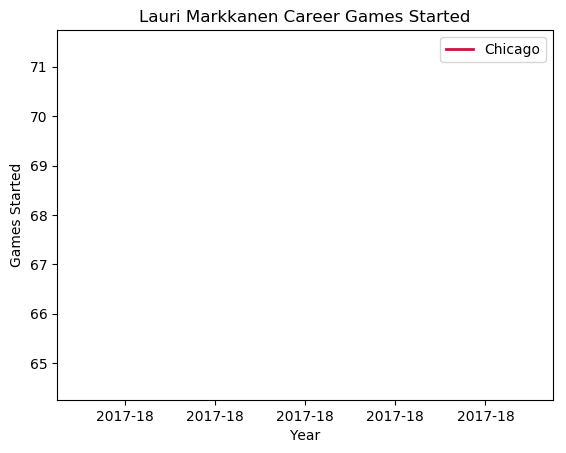 Lauri Markkanen Career Games Started
Chicago
71
70
69
68
67
66
65
Games Started
2017-18 2017-18 2017-18 2017-18 2017-18
Year